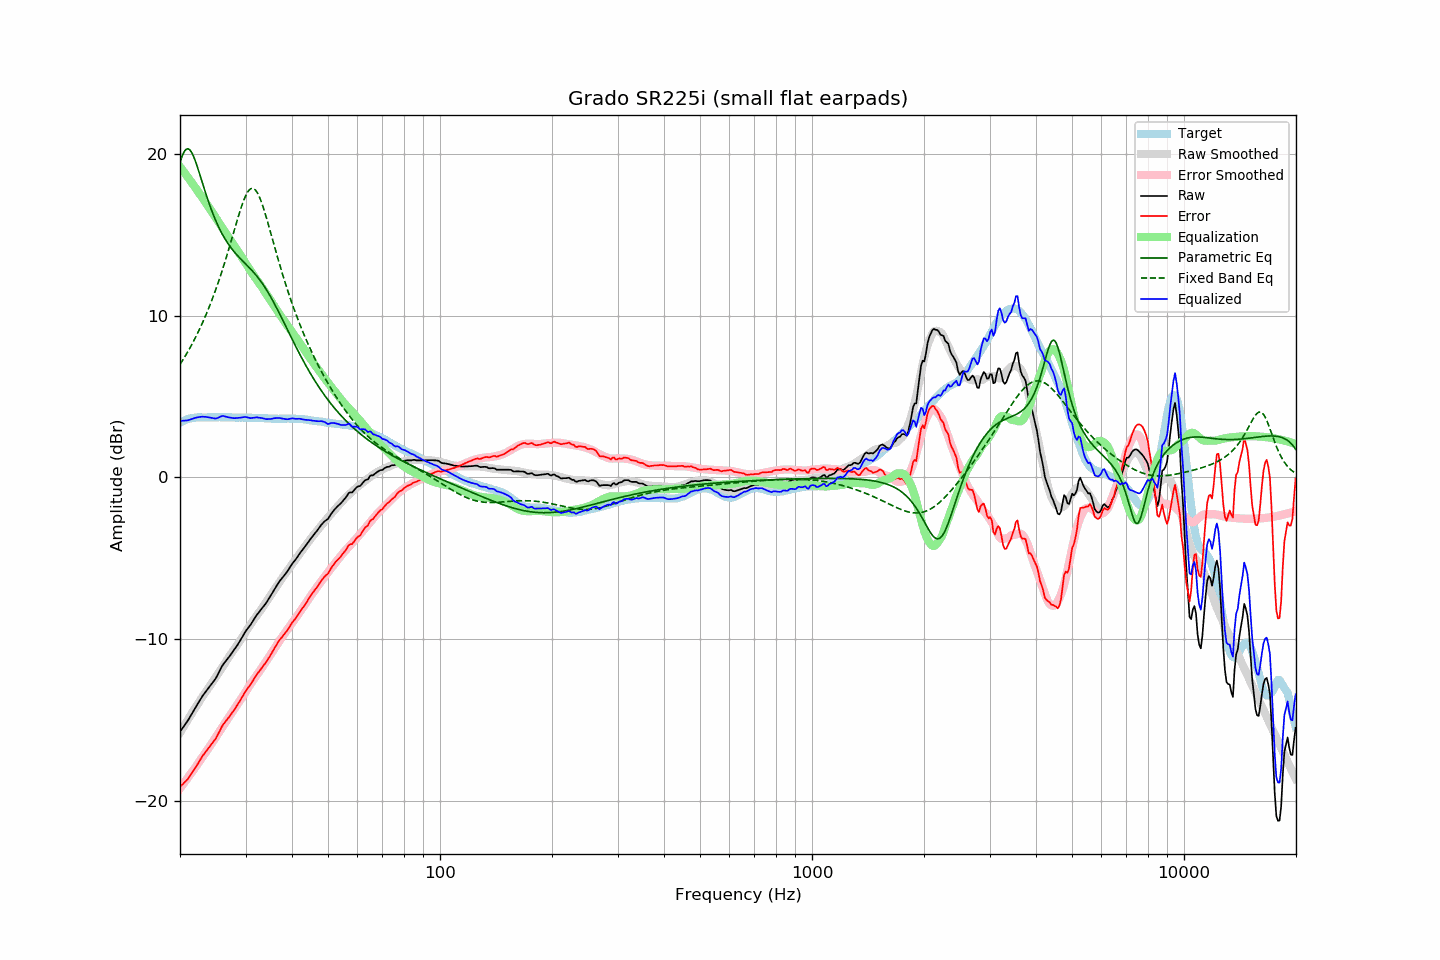 Grado SR225i (small flat earpads)
Target
Raw Smoothed
Error Smoothed
Raw
Error
Equalization
Parametric Eq
Fixed Band Eq
Equalized
20
10
0
−10
−20
Amplitude (dBr)
100
1000
10000
Frequency (Hz)